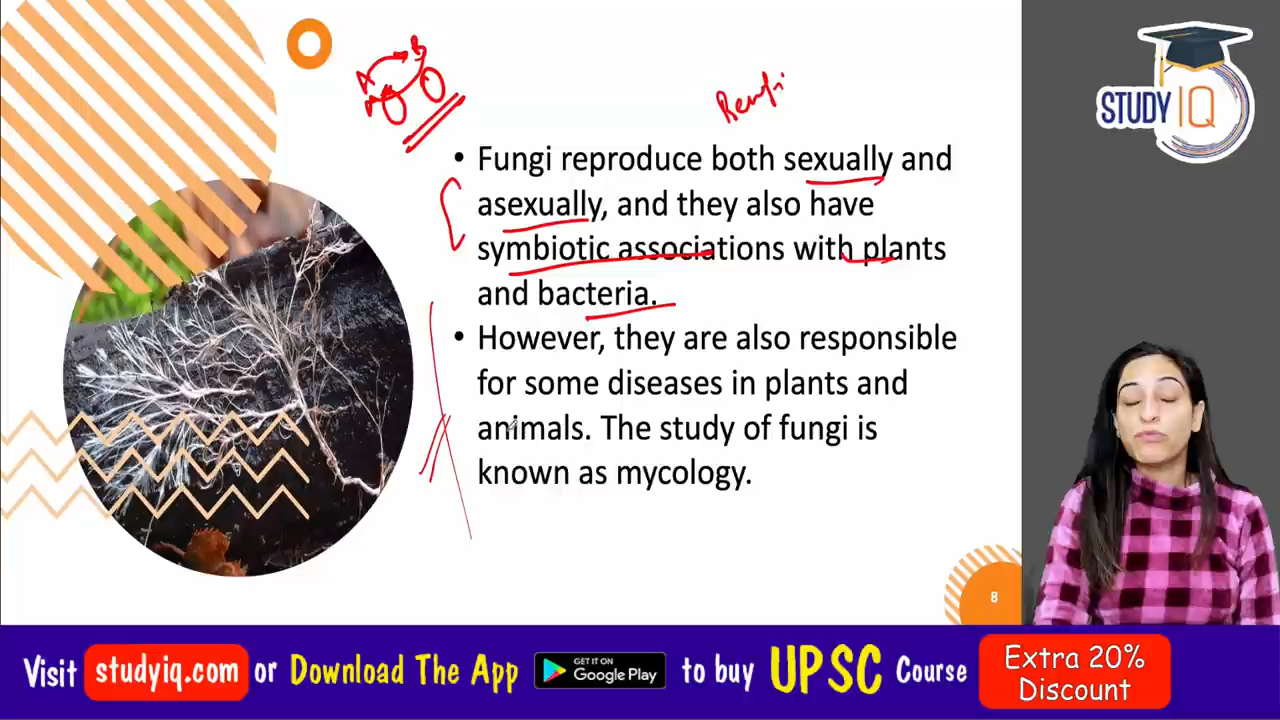 A
B
STUDY IQ
• Fungi reproduce both sexually and
asexually, and they also have
symbiotic associations with plants
and bacteria.
• However, they are also responsible
for some diseases in plants and
animals. The study of fungi is
known as mycology.
8
Visit studyiq.com or Download The App GET IT ON Google Play to buy UPSC Course Extra 20% Discount